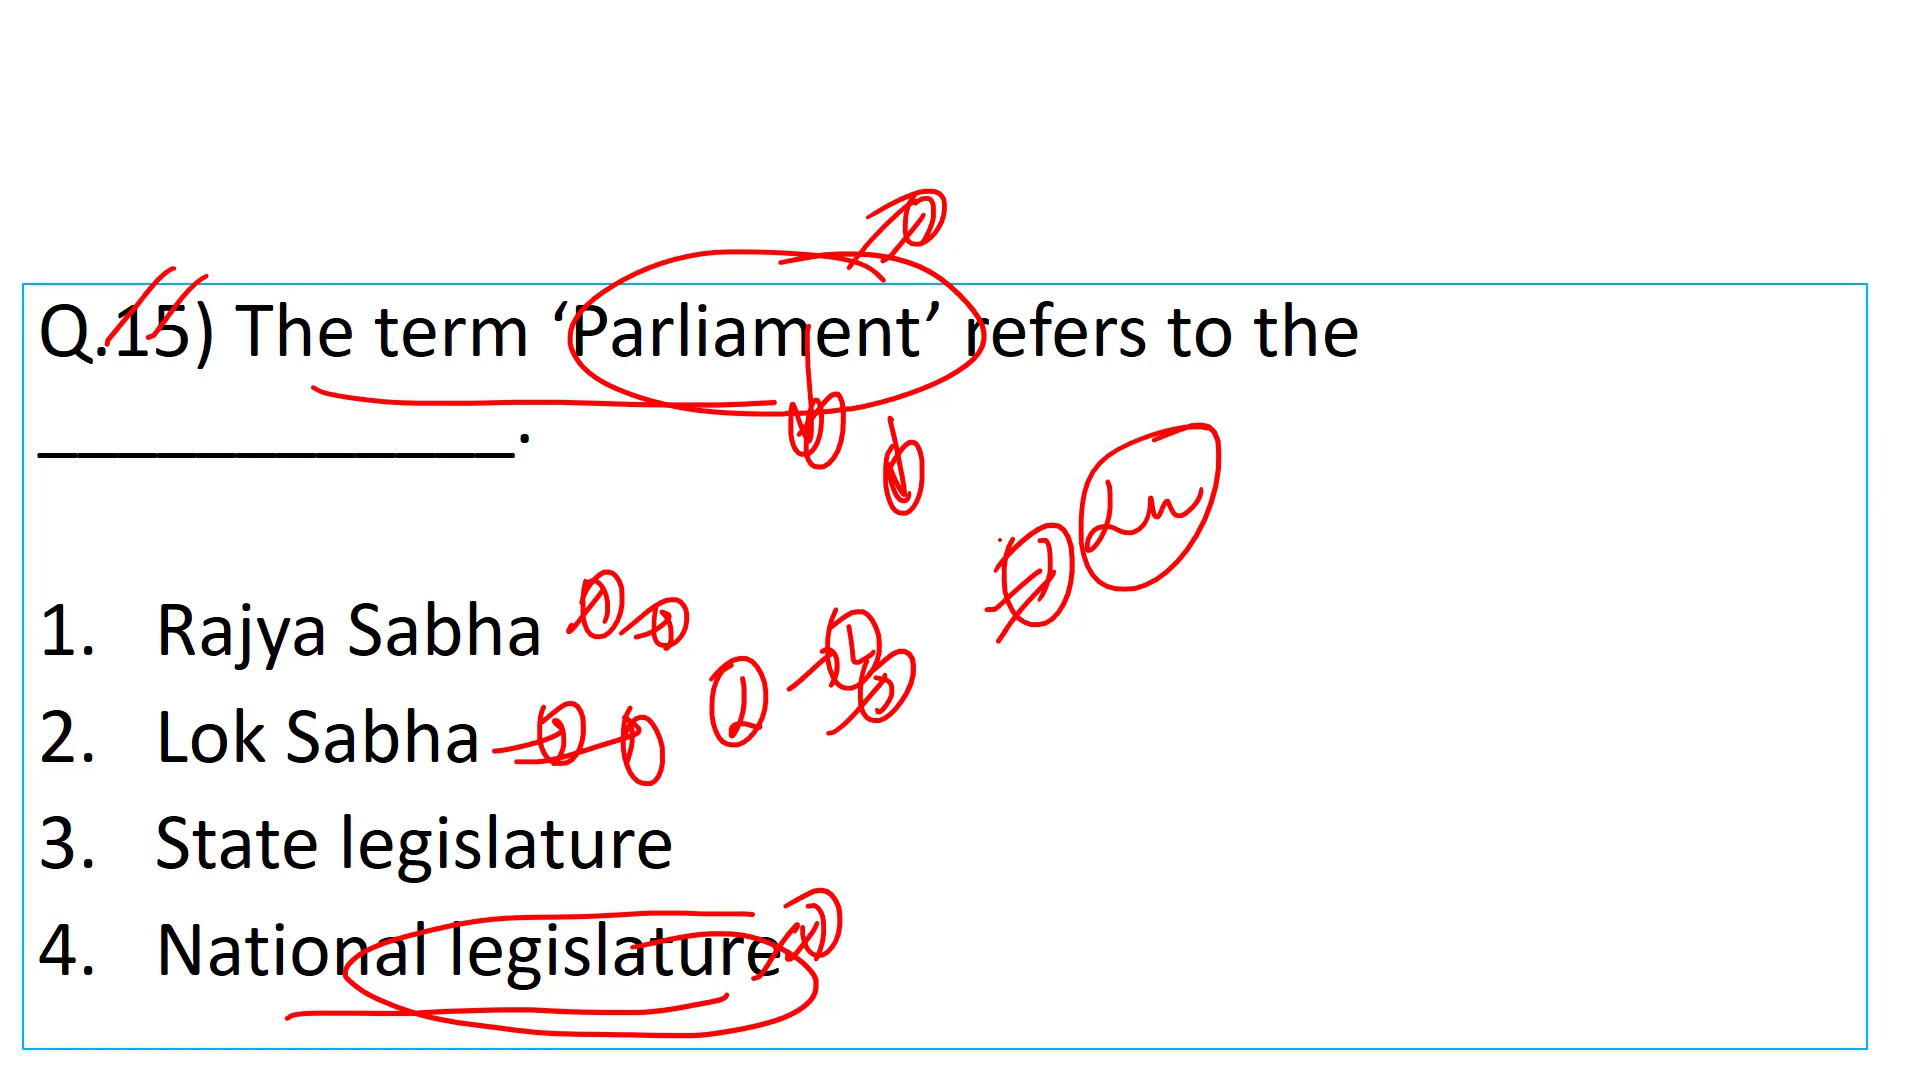 Q.15) The term ‘Parliament’ refers to the
_____________.
1. Rajya Sabha
2. Lok Sabha
3. State legislature
4. National legislature